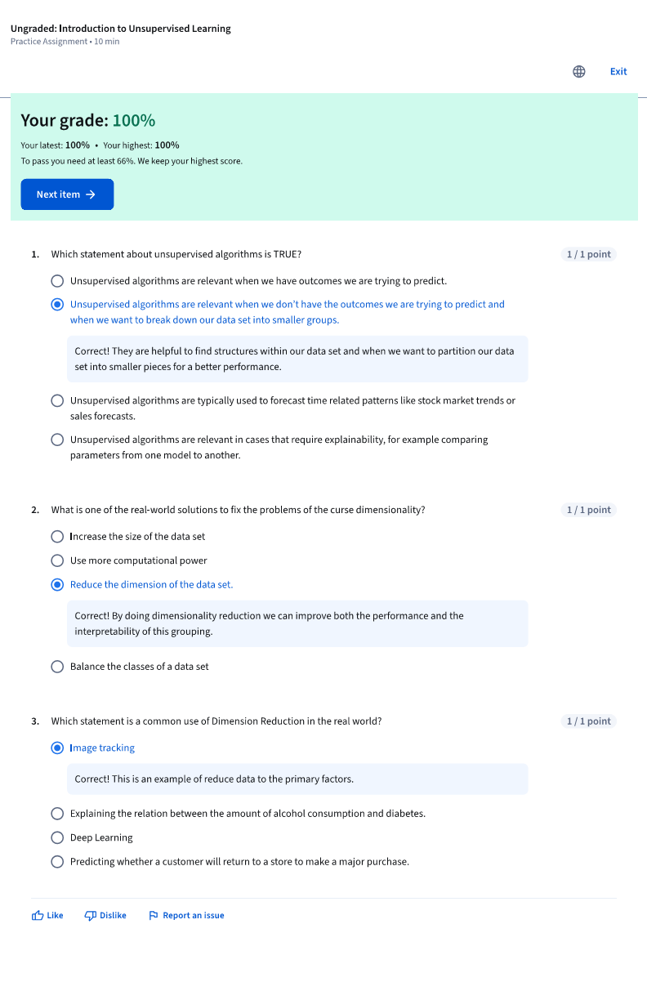 Ungraded: Introduction to Unsupervised Learning
Practice Assignment • 10 min
Exit
Your grade: 100%
Your latest: 100% • Your highest: 100%
To pass you need at least 66%. We keep your highest score.
Next item
1. Which statement about unsupervised algorithms is TRUE? 1 / 1 point
Unsupervised algorithms are relevant when we have outcomes we are trying to predict.
Unsupervised algorithms are relevant when we don’t have the outcomes we are trying to predict and
when we want to break down our data set into smaller groups.
Correct! They are helpful to find structures within our data set and when we want to partition our data
set into smaller pieces for a better performance.
Unsupervised algorithms are typically used to forecast time related patterns like stock market trends or
sales forecasts.
Unsupervised algorithms are relevant in cases that require explainability, for example comparing
parameters from one model to another.
2. What is one of the real-world solutions to fix the problems of the curse dimensionality? 1 / 1 point
Increase the size of the data set
Use more computational power
Reduce the dimension of the data set.
Correct! By doing dimensionality reduction we can improve both the performance and the
interpretability of this grouping.
Balance the classes of a data set
3. Which statement is a common use of Dimension Reduction in the real world? 1 / 1 point
Image tracking
Correct! This is an example of reduce data to the primary factors.
Explaining the relation between the amount of alcohol consumption and diabetes.
Deep Learning
Predicting whether a customer will return to a store to make a major purchase.
Like Dislike Report an issue